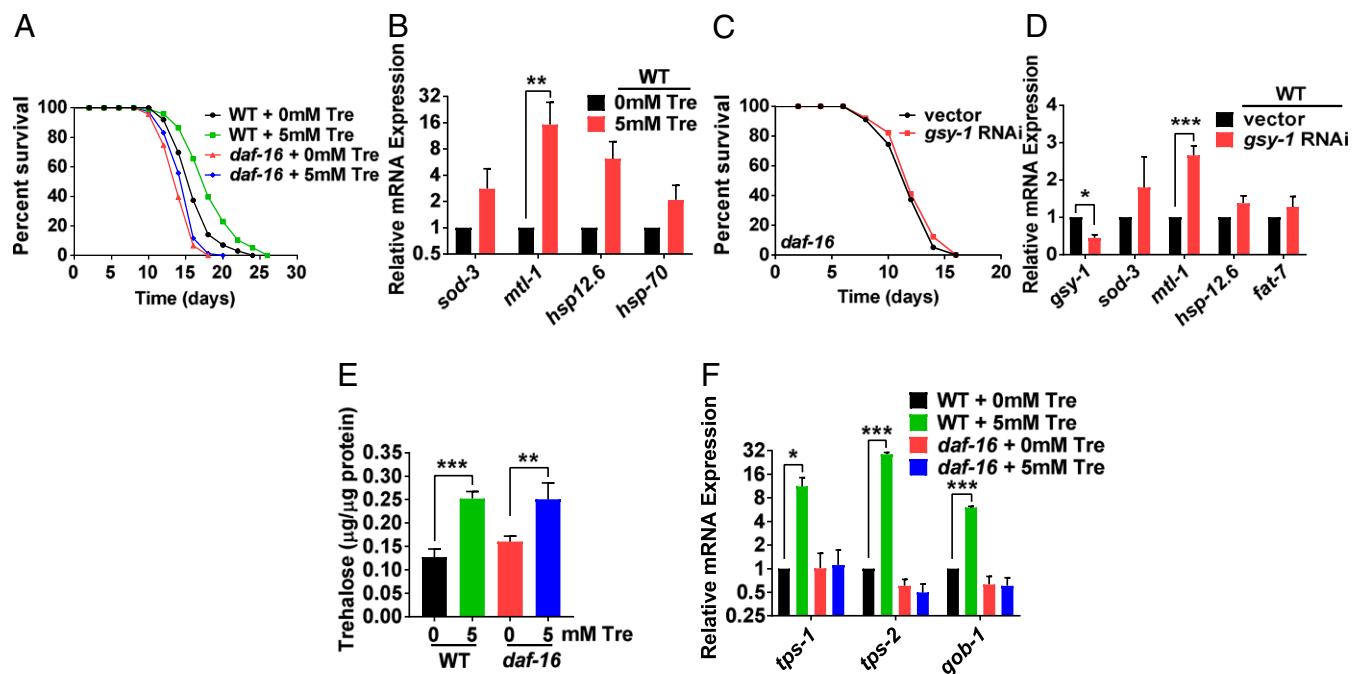 A
Percent survival
100
80
60
40
20
0
0 5 10 15 20 25 30
Time (days)
WT + 0mM Tre
WT + 5mM Tre
daf-16 + 0mM Tre
daf-16 + 5mM Tre
B
Relative mRNA Expression
32
16
8
4
2
1
0.5
**
WT
0mM Tre
5mM Tre
sod-3 mtl-1 hsp12.6 hsp-70
C
Percent survival
100
80
60
40
20
0
0 5 10 15 20
Time (days)
vector
gsy-1 RNAi
daf-16
D
Relative mRNA Expression
4
3
2
1
0
* ***
WT
vector
gsy-1 RNAi
gsy-1 sod-3 mtl-1 hsp-12.6 fat-7
E
Trehalose (µg/µg protein)
0.35
0.30
0.25
0.20
0.15
0.10
0.05
0.00
*** **
0 5 0 5 mM Tre
WT daf-16
F
WT + 0mM Tre
WT + 5mM Tre
daf-16 + 0mM Tre
daf-16 + 5mM Tre
Relative mRNA Expression
32
16
8
4
2
1
0.5
0.25
* *** ***
tps-1 tps-2 gob-1